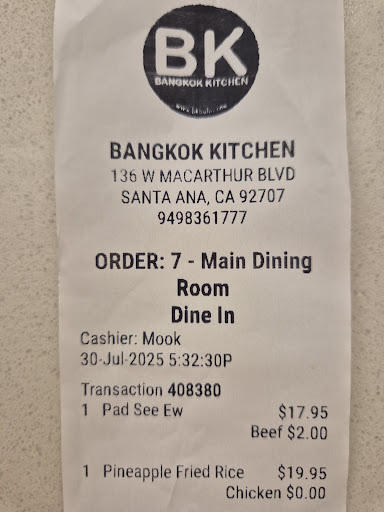 BK
BANGKOK KITCHEN
BANGKOK KITCHEN
136 W MACARTHUR BLVD
SANTA ANA, CA 92707
9498361777
ORDER: 7 - Main Dining
Room
Dine In
Cashier: Mook
30-Jul-2025 5:32:30P
Transaction 408380
1 Pad See Ew $17.95
Beef $2.00
1 Pineapple Fried Rice $19.95
Chicken $0.00